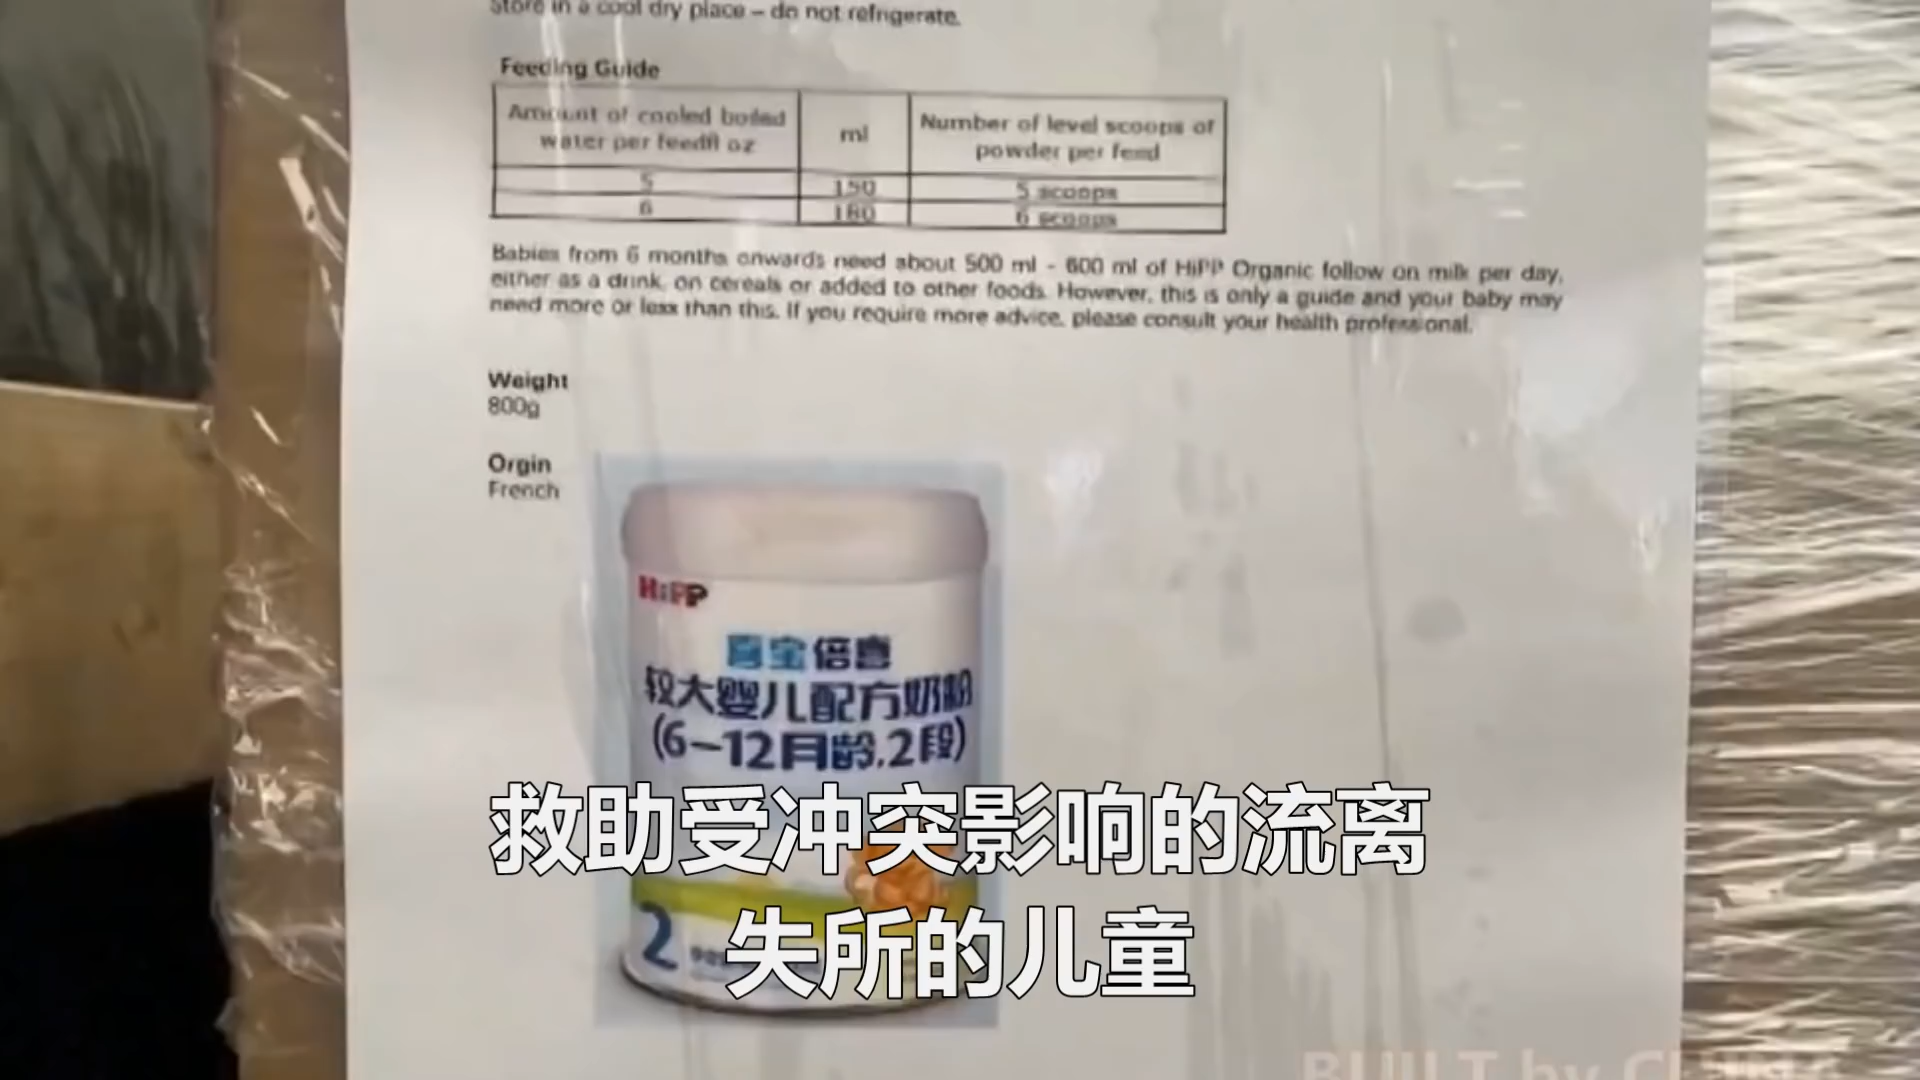 Store in a cool dry place – do not refrigerate.
Feeding Guide
Amount of cooled boiled
water per feedfl oz
ml
Number of level scoops of
powder per feed
5
150
5 scoops
6
180
6 scoops
Babies from 6 months onwards need about 500 ml - 600 ml of HiPP Organic follow on milk per day,
either as a drink, on cereals or added to other foods. However, this is only a guide and your baby may
need more or less than this. If you require more advice, please consult your health professional.
Weight
800g
Orgin
French
HiPP
喜宝倍喜
较大婴儿配方奶粉
(6-12月龄,2段)
2
救助受冲突影响的流离
失所的儿童
BUILT by CHINA